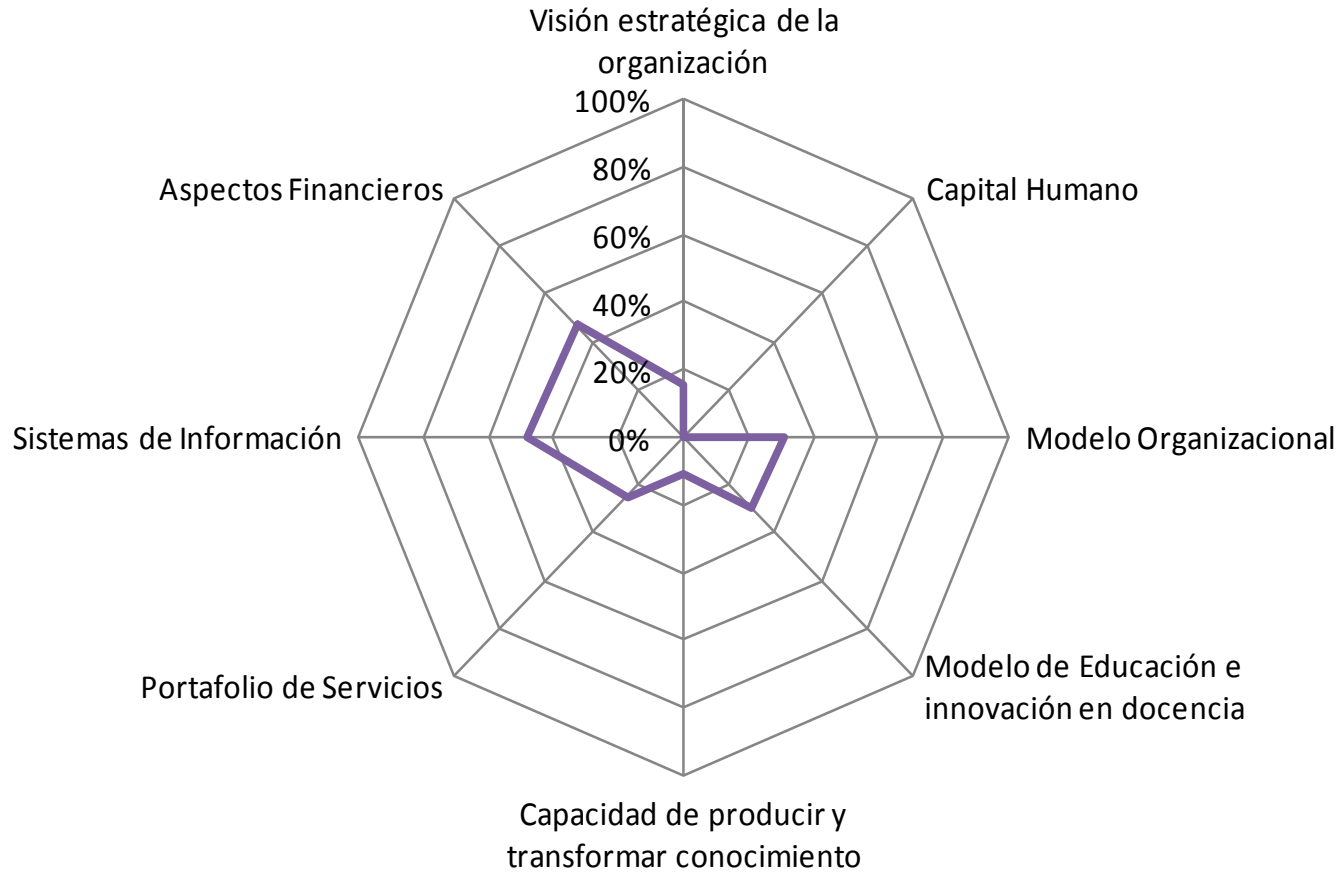 Visión estratégica de la
organización
100%
80%
60%
40%
20%
0%
Capital Humano
Modelo Organizacional
Modelo de Educación e
innovación en docencia
Capacidad de producir y
transformar conocimiento
Portafolio de Servicios
Sistemas de Información
Aspectos Financieros